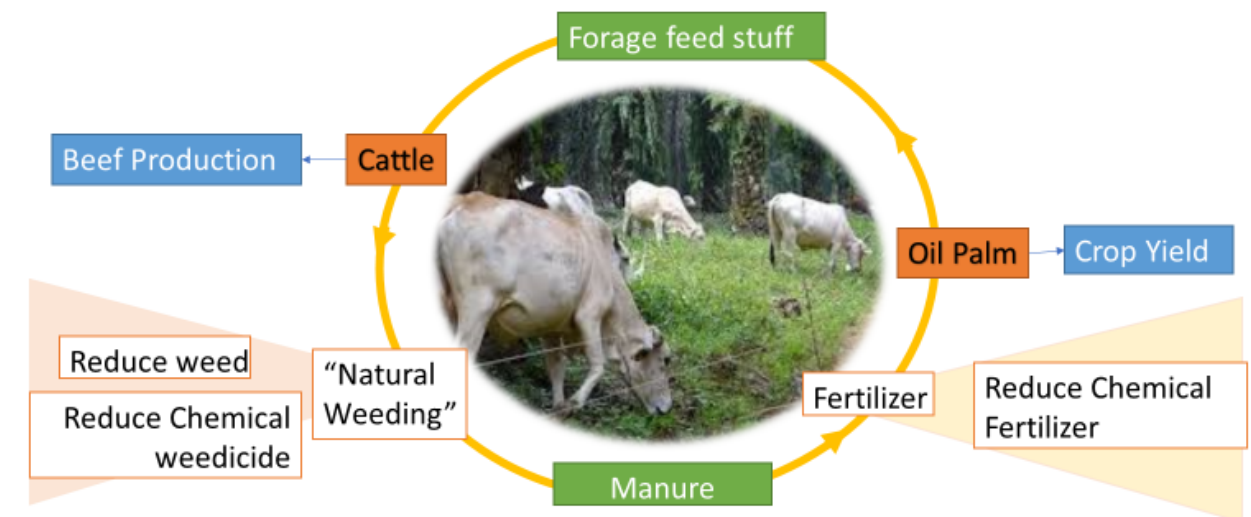 Forage feed stuff
Beef Production
Cattle
Oil Palm
Crop Yield
Reduce weed
Reduce Chemical
weedicide
“Natural
Weeding”
Fertilizer
Reduce Chemical
Fertilizer
Manure